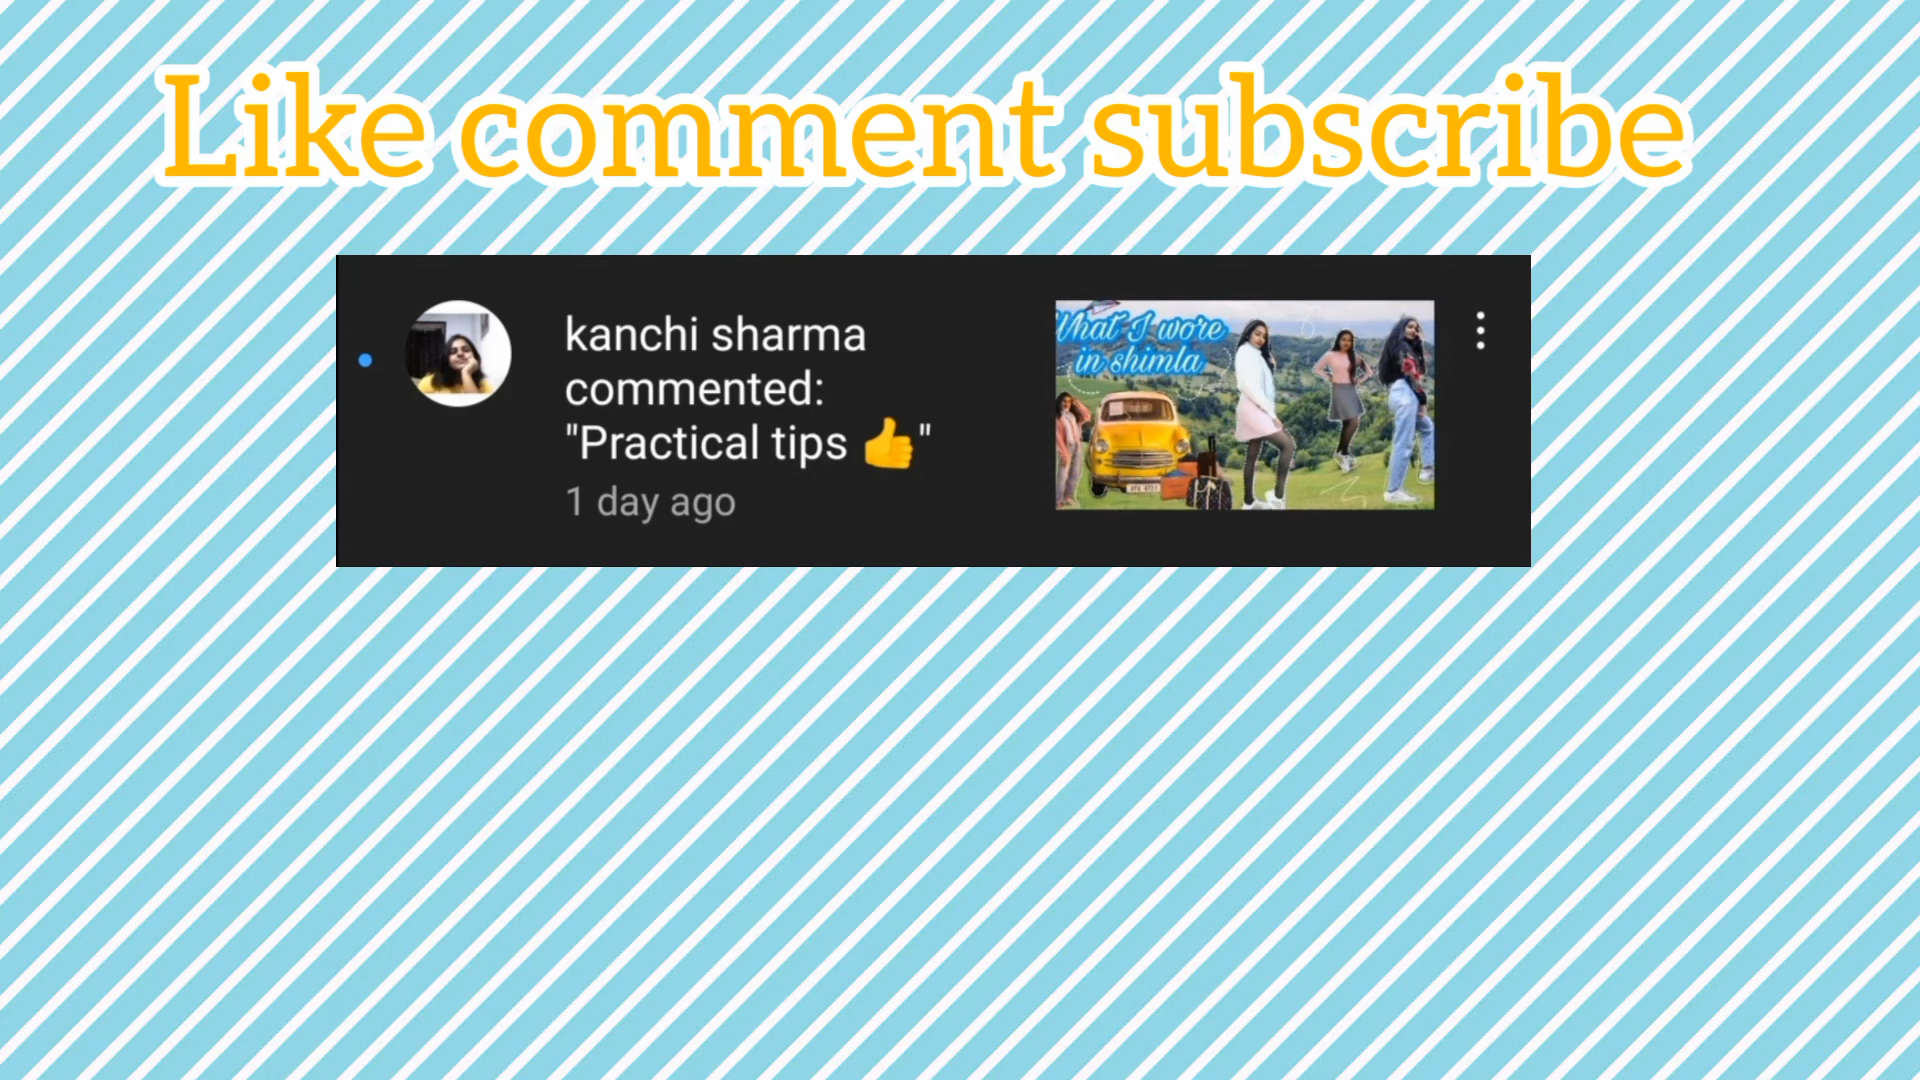 Like comment subscribe
kanchi sharma
commented:
"Practical tips 👍"
1 day ago
What I wore
in shimla